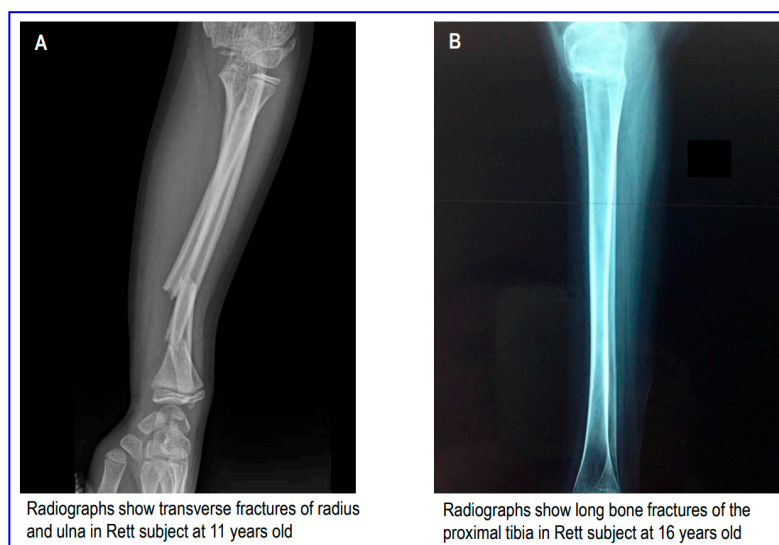 A
B
Radiographs show transverse fractures of radius
and ulna in Rett subject at 11 years old
Radiographs show long bone fractures of the
proximal tibia in Rett subject at 16 years old